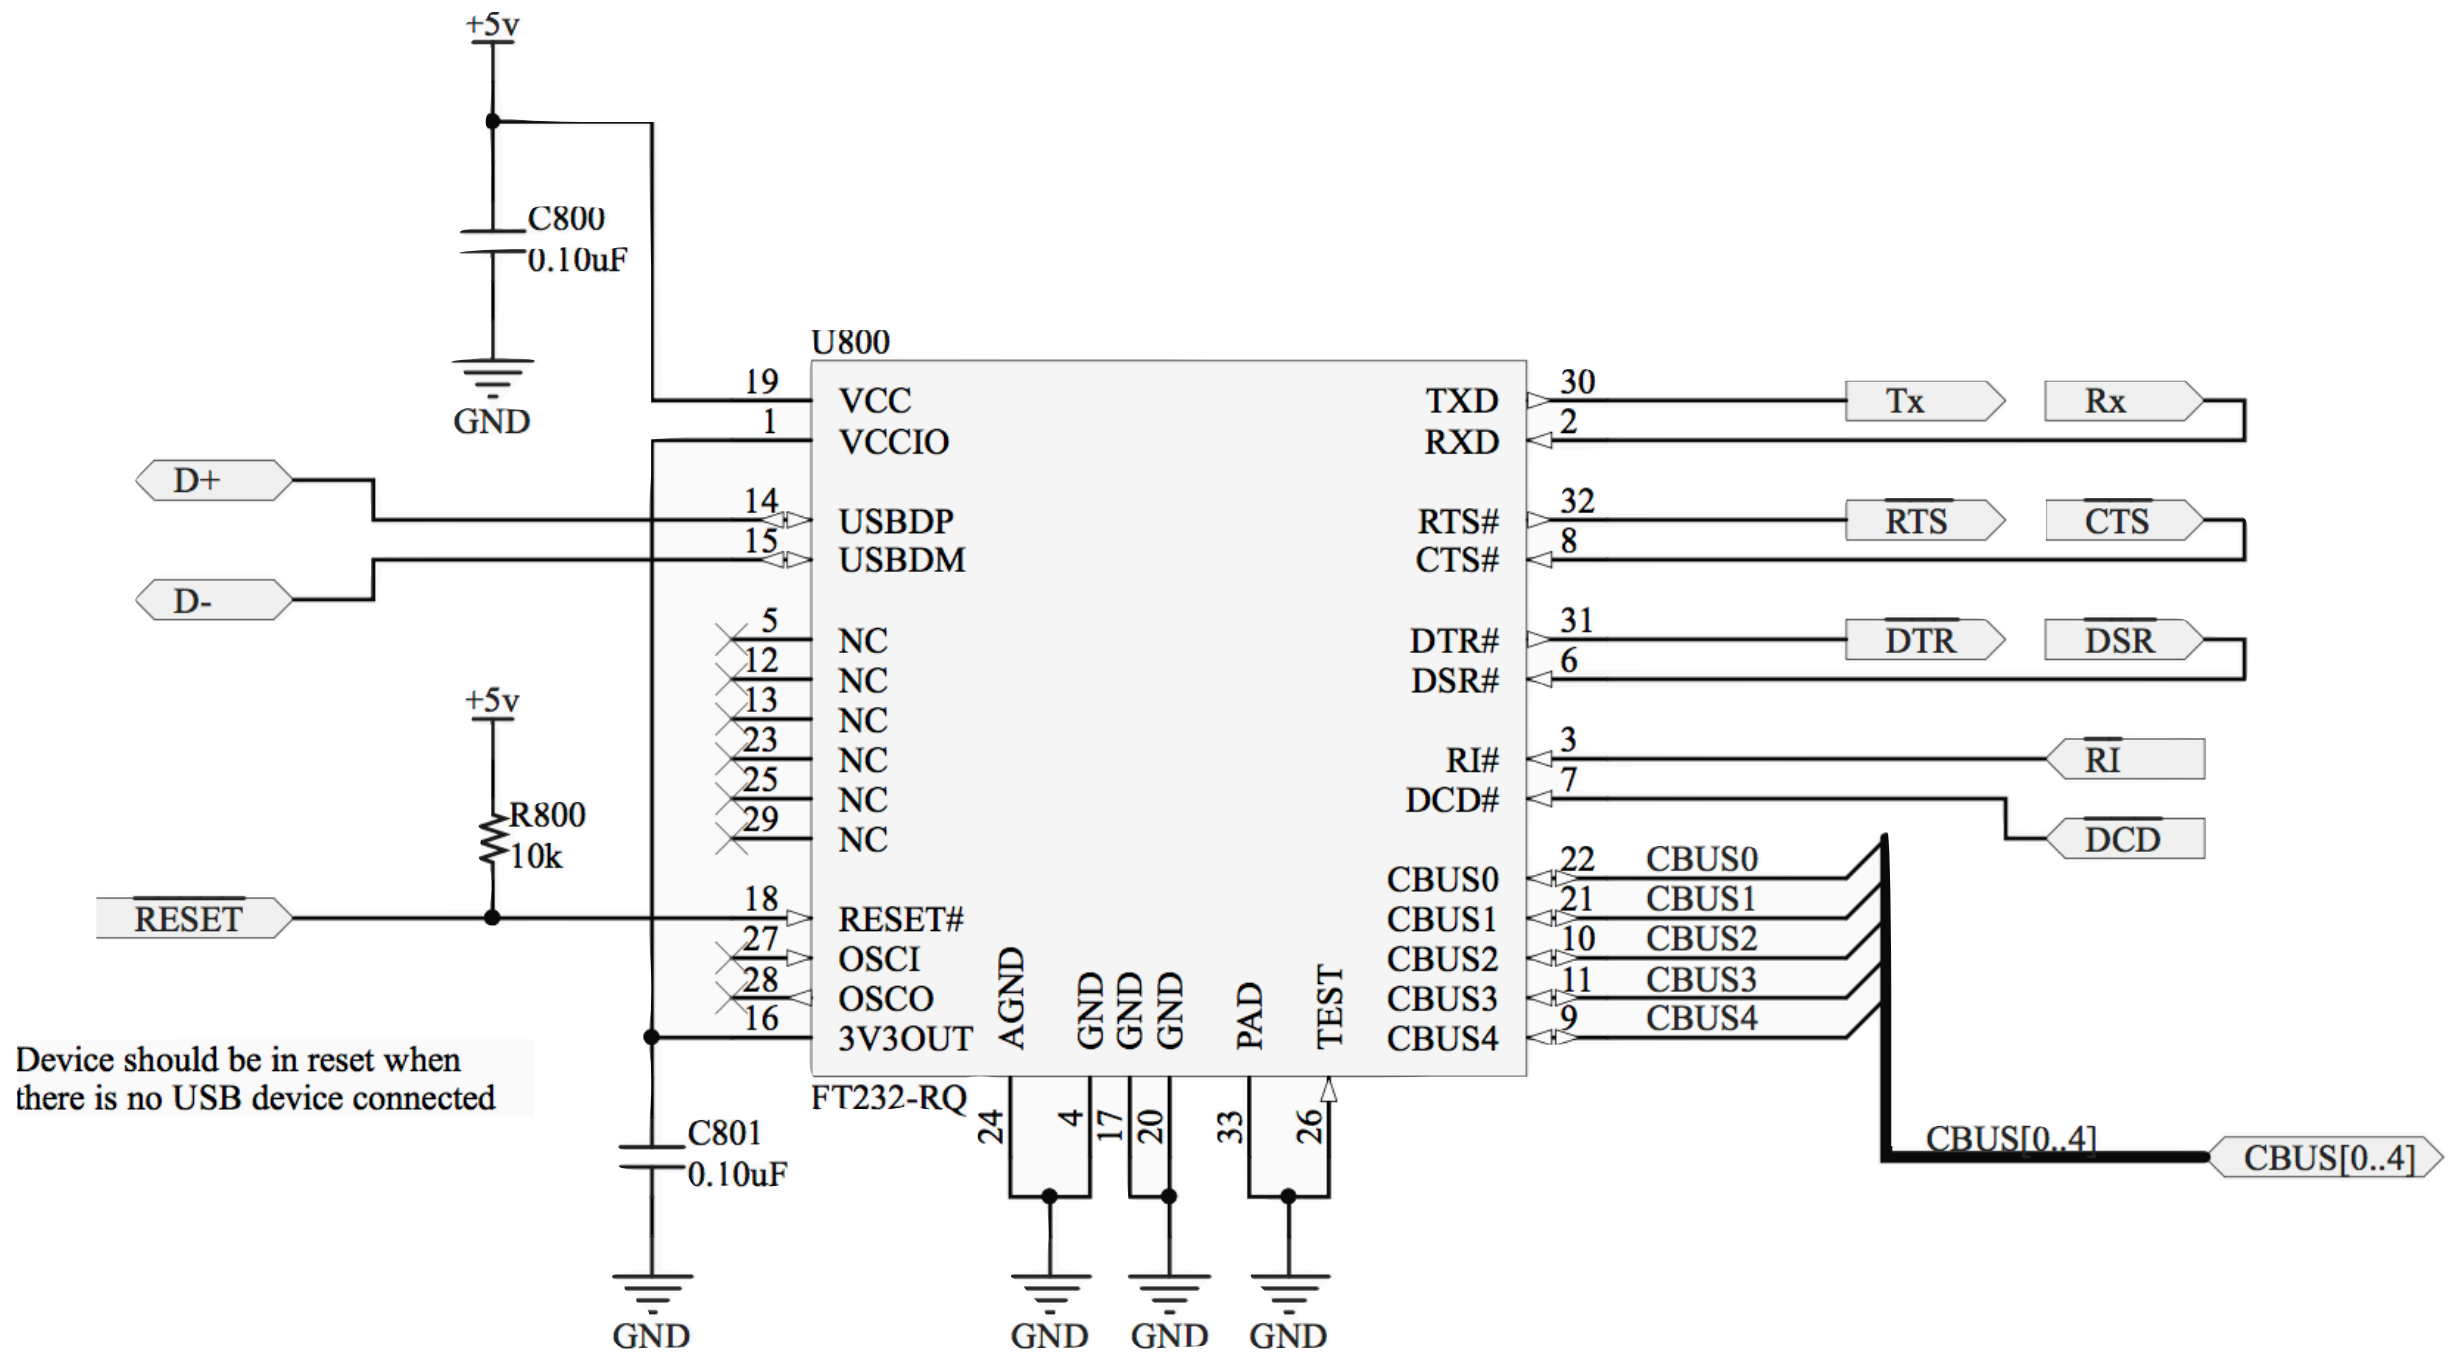 +5v
C800
0.10uF
GND
U800
19
VCC
TXD
30
Tx
Rx
1
VCCIO
RXD
2
D+
14
USBDP
RTS#
32
RTS
CTS
15
USBDM
CTS#
8
D-
5
NC
DTR#
31
DTR
DSR
12
NC
DSR#
6
13
NC
23
NC
RI#
3
RI
25
NC
DCD#
7
DCD
29
NC
+5v
R800
10k
CBUS0
22
CBUS0
RESET
18
RESET#
CBUS1
21
CBUS1
27
OSCI
CBUS2
10
CBUS2
28
OSCO
CBUS3
11
CBUS3
16
3V3OUT
CBUS4
9
CBUS4
AGND
GND
GND
GND
PAD
TEST
Device should be in reset when
there is no USB device connected
FT232-RQ
24
4
17
20
33
26
C801
0.10uF
CBUS[0..4]
CBUS[0..4]
GND
GND
GND
GND